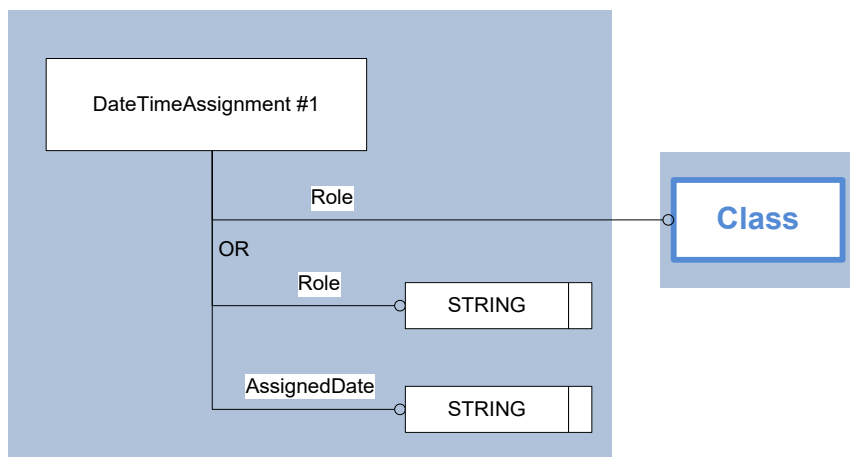 DateTimeAssignment #1
Role
Class
OR
Role
STRING
AssignedDate
STRING